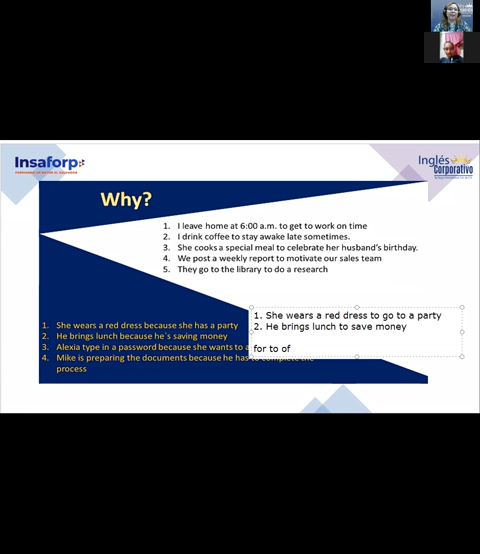 Insaforp
Inglés
Corporativo
Why?
1. I leave home at 6:00 a.m. to get to work on time
2. I drink coffee to stay awake late sometimes.
3. She cooks a special meal to celebrate her husband's birthday.
4. We post a weekly report to motivate our sales team
5. They go to the library to do a research
1. She wears a red dress because she has a party
2. He brings lunch because he´s saving money
3. Alexia type in a password because she wants to
4. Mike is preparing the documents because he has to complete the
process
1. She wears a red dress to go to a party
2. He brings lunch to save money
for to of